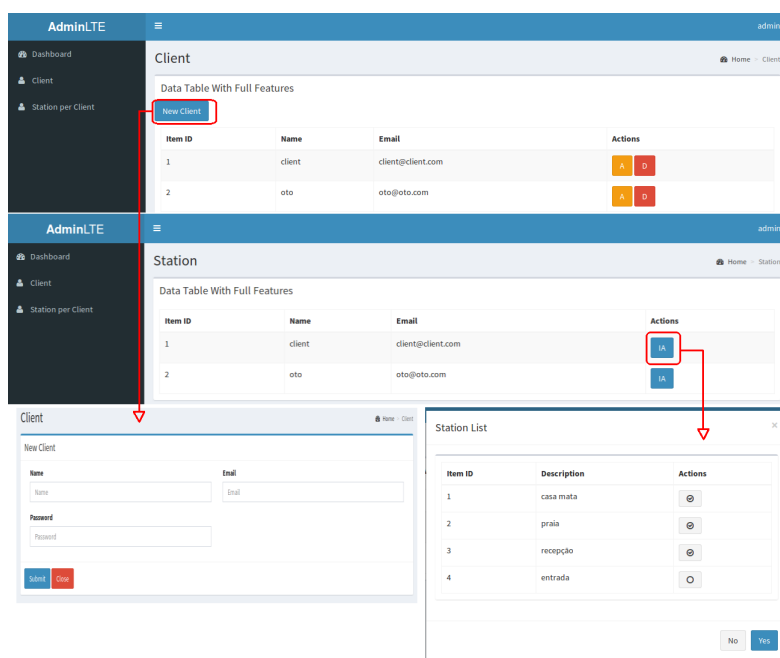 AdminLTE
admin
Dashboard
Client
Station per Client
Client
Home > Client
Data Table With Full Features
New Client
Item ID Name Email Actions
1 client client@client.com A D
2 oto oto@oto.com A D
AdminLTE
admin
Dashboard
Client
Station per Client
Station
Home > Station
Data Table With Full Features
Item ID Name Email Actions
1 client client@client.com IA
2 oto oto@oto.com IA
Client
Home > Client
New Client
Name Email
Name Email
Password
Password
Submit Close
Station List ×
Item ID Description Actions
1 casa mata
2 praia
3 recepção
4 entrada
No Yes